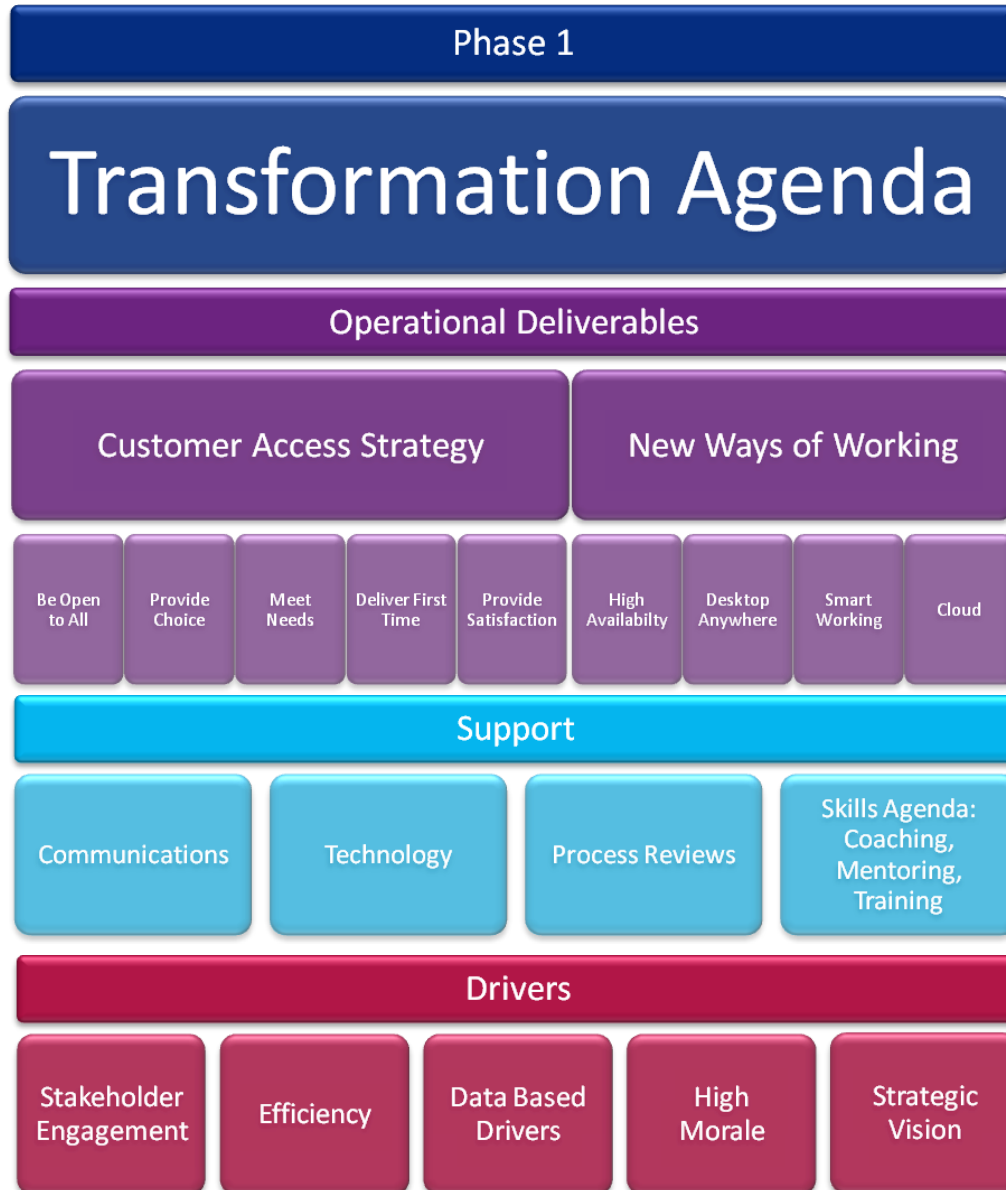 Phase 1
Transformation Agenda
Operational Deliverables
Customer Access Strategy
New Ways of Working
Be Open
to All
Provide
Choice
Meet
Needs
Deliver First
Time
Provide
Satisfaction
High
Availabilty
Desktop
Anywhere
Smart
Working
Cloud
Support
Communications
Technology
Process Reviews
Skills Agenda:
Coaching,
Mentoring,
Training
Drivers
Stakeholder
Engagement
Efficiency
Data Based
Drivers
High
Morale
Strategic
Vision